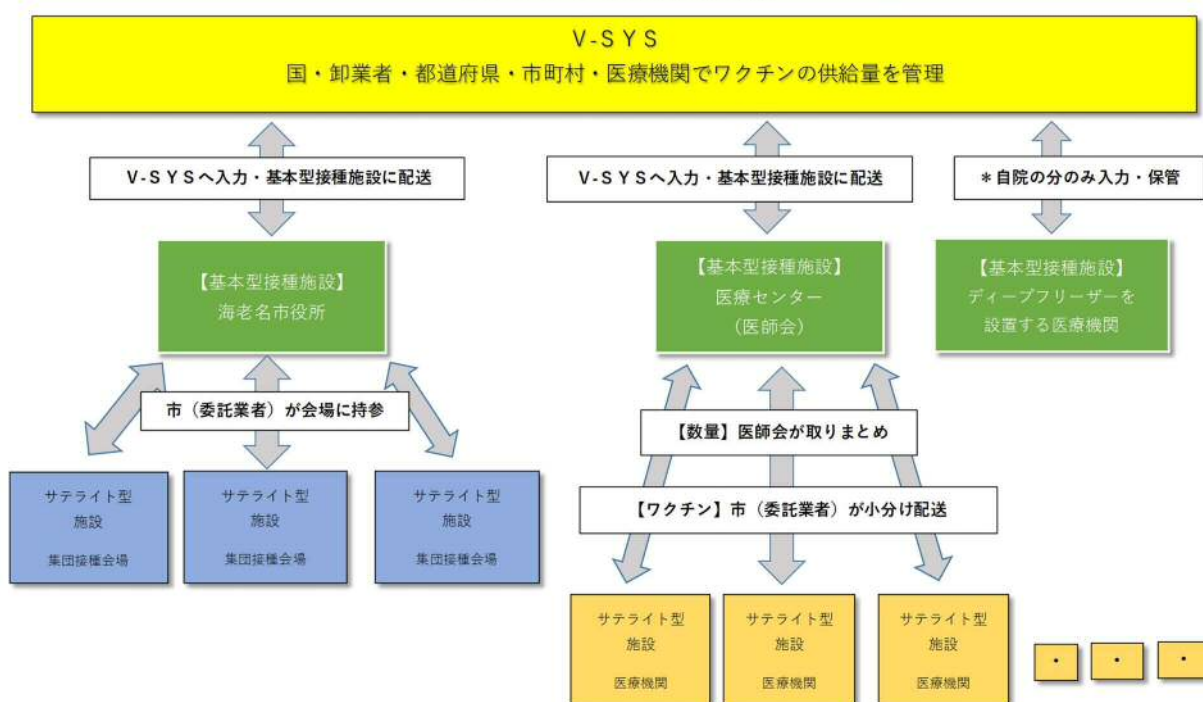 V-SYS
国・卸業者・都道府県・市町村・医療機関でワクチンの供給量を管理
V-SYSへ入力・基本型接種施設に配送
V-SYSへ入力・基本型接種施設に配送
＊自院の分のみ入力・保管
【基本型接種施設】
海老名市役所
【基本型接種施設】
医療センター
（医師会）
【基本型接種施設】
ディープフリーザーを
設置する医療機関
市（委託業者）が会場に持参
【数量】医師会が取りまとめ
【ワクチン】市（委託業者）が小分け配送
サテライト型
施設
集団接種会場
サテライト型
施設
集団接種会場
サテライト型
施設
集団接種会場
サテライト型
施設
医療機関
サテライト型
施設
医療機関
サテライト型
施設
医療機関
・
・
・